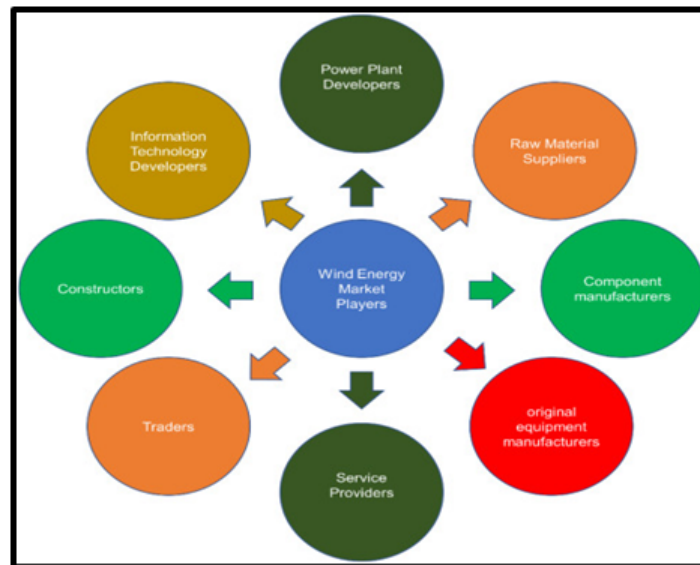 Power Plant
Developers
Information
Technology
Developers
Raw Material
Suppliers
Constructors
Wind Energy
Market
Players
Component
manufacturers
Traders
original
equipment
manufacturers
Service
Providers